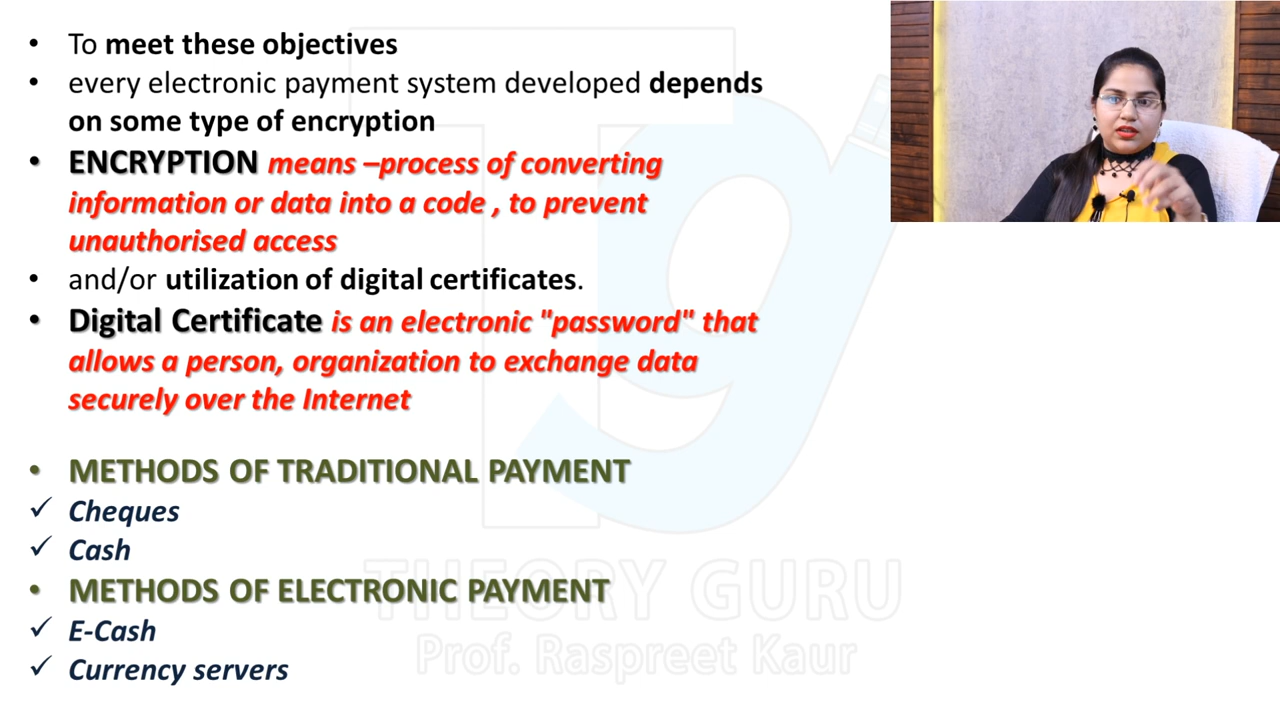 • To meet these objectives
• every electronic payment system developed depends
on some type of encryption
• ENCRYPTION means –process of converting
information or data into a code , to prevent
unauthorised access
• and/or utilization of digital certificates.
• Digital Certificate is an electronic "password" that
allows a person, organization to exchange data
securely over the Internet
• METHODS OF TRADITIONAL PAYMENT
✓ Cheques
✓ Cash
• METHODS OF ELECTRONIC PAYMENT
✓ E-Cash
✓ Currency servers
THEORY GURU
Prof. Raspreet Kaur